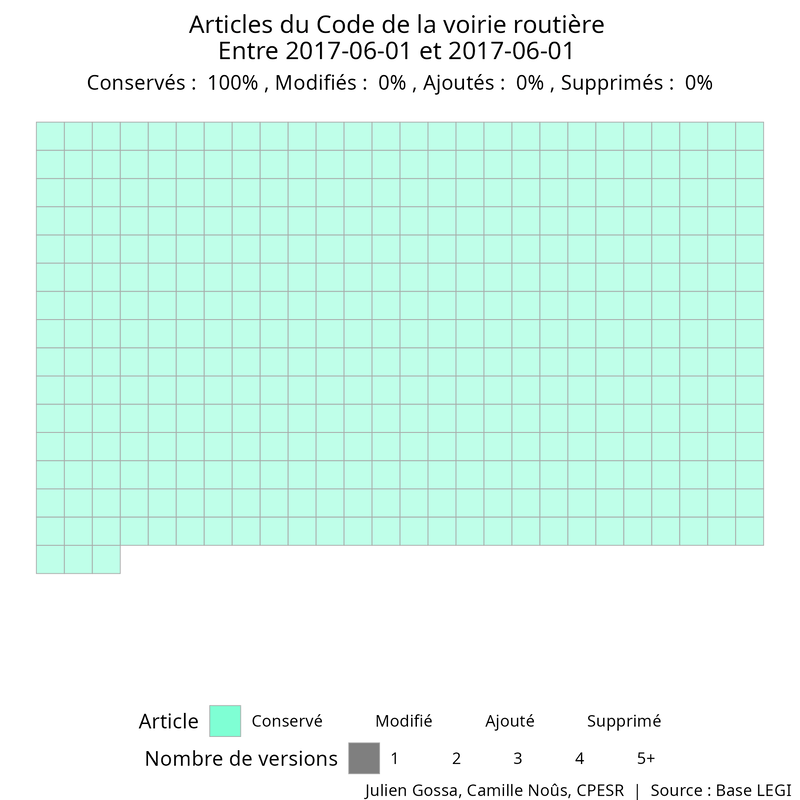 Articles du Code de la voirie routière
Entre 2017-06-01 et 2017-06-01
Conservés :  100% , Modifiés :  0% , Ajoutés :  0% , Supprimés :  0%
Article Conservé Modifié Ajouté Supprimé
Nombre de versions 1 2 3 4 5+
Julien Gossa, Camille Noûs, CPESR  |  Source : Base LEGI